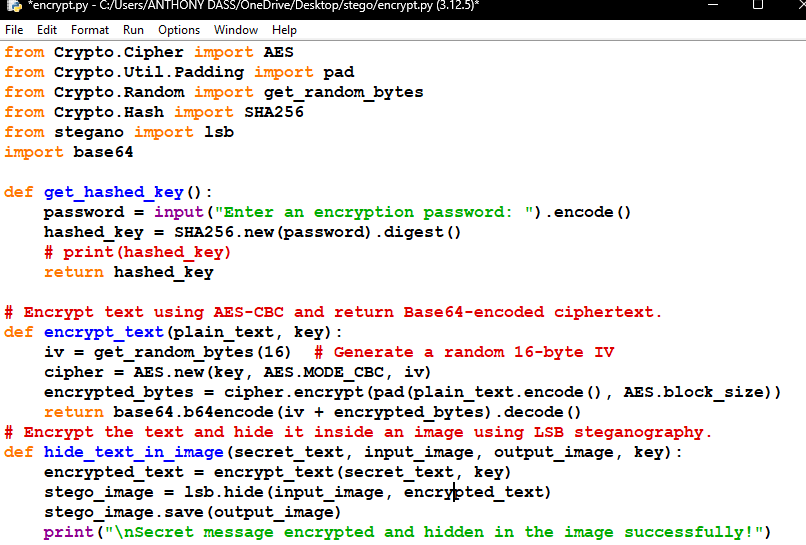 *encrypt.py - C:/Users/ANTHONY DASS/OneDrive/Desktop/stego/encrypt.py (3.12.5)*
File Edit Format Run Options Window Help
from Crypto.Cipher import AES
from Crypto.Util.Padding import pad
from Crypto.Random import get_random_bytes
from Crypto.Hash import SHA256
from stegano import lsb
import base64
def get_hashed_key():
    password = input("Enter an encryption password: ").encode()
    hashed_key = SHA256.new(password).digest()
    # print(hashed_key)
    return hashed_key
# Encrypt text using AES-CBC and return Base64-encoded ciphertext.
def encrypt_text(plain_text, key):
    iv = get_random_bytes(16)  # Generate a random 16-byte IV
    cipher = AES.new(key, AES.MODE_CBC, iv)
    encrypted_bytes = cipher.encrypt(pad(plain_text.encode(), AES.block_size))
    return base64.b64encode(iv + encrypted_bytes).decode()
# Encrypt the text and hide it inside an image using LSB steganography.
def hide_text_in_image(secret_text, input_image, output_image, key):
    encrypted_text = encrypt_text(secret_text, key)
    stego_image = lsb.hide(input_image, encrypted_text)
    stego_image.save(output_image)
    print("\nSecret message encrypted and hidden in the image successfully!")